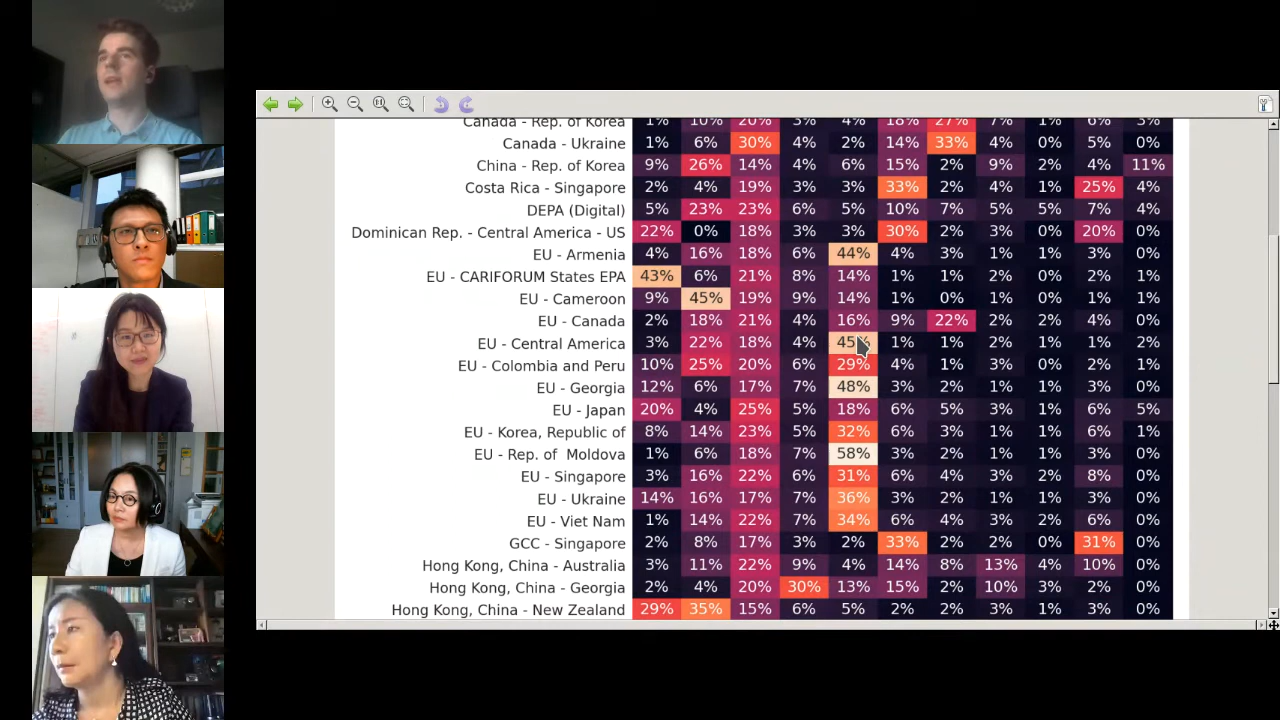 Canada - Rep. of Korea 1% 10% 20% 3% 4% 18% 27% 7% 1% 6% 3%
Canada - Ukraine 1% 6% 30% 4% 2% 14% 33% 4% 0% 5% 0%
China - Rep. of Korea 9% 26% 14% 4% 6% 15% 2% 9% 2% 4% 11%
Costa Rica - Singapore 2% 4% 19% 3% 3% 33% 2% 4% 1% 25% 4%
DEPA (Digital) 5% 23% 23% 6% 5% 10% 7% 5% 5% 7% 4%
Dominican Rep. - Central America - US 22% 0% 18% 3% 3% 30% 2% 3% 0% 20% 0%
EU - Armenia 4% 16% 18% 6% 44% 4% 3% 1% 1% 3% 0%
EU - CARIFORUM States EPA 43% 6% 21% 8% 14% 1% 1% 2% 0% 2% 1%
EU - Cameroon 9% 45% 19% 9% 14% 1% 0% 1% 0% 1% 1%
EU - Canada 2% 18% 21% 4% 16% 9% 22% 2% 2% 4% 0%
EU - Central America 3% 22% 18% 4% 45% 1% 1% 2% 1% 1% 2%
EU - Colombia and Peru 10% 25% 20% 6% 29% 4% 1% 3% 0% 2% 1%
EU - Georgia 12% 6% 17% 7% 48% 3% 2% 1% 1% 3% 0%
EU - Japan 20% 4% 25% 5% 18% 6% 5% 3% 1% 6% 5%
EU - Korea, Republic of 8% 14% 23% 5% 32% 6% 3% 1% 1% 6% 1%
EU - Rep. of Moldova 1% 6% 18% 7% 58% 3% 2% 1% 1% 3% 0%
EU - Singapore 3% 16% 22% 6% 31% 6% 4% 3% 2% 8% 0%
EU - Ukraine 14% 16% 17% 7% 36% 3% 2% 1% 1% 3% 0%
EU - Viet Nam 1% 14% 22% 7% 34% 6% 4% 3% 2% 6% 0%
GCC - Singapore 2% 8% 17% 3% 2% 33% 2% 2% 0% 31% 0%
Hong Kong, China - Australia 3% 11% 22% 9% 4% 14% 8% 13% 4% 10% 0%
Hong Kong, China - Georgia 2% 4% 20% 30% 13% 15% 2% 10% 3% 2% 0%
Hong Kong, China - New Zealand 29% 35% 15% 6% 5% 2% 2% 3% 1% 3% 0%